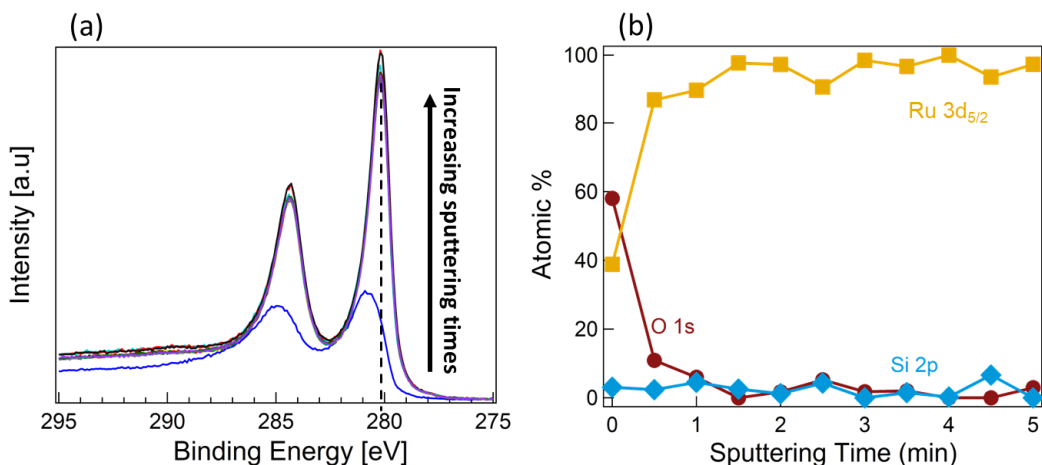 (a)
Intensity [a.u]
Increasing sputtering times
295
290
285
280
275
Binding Energy [eV]
(b)
Atomic %
100
80
60
40
20
0
Ru 3d5/2
O 1s
Si 2p
0
1
2
3
4
5
Sputtering Time (min)